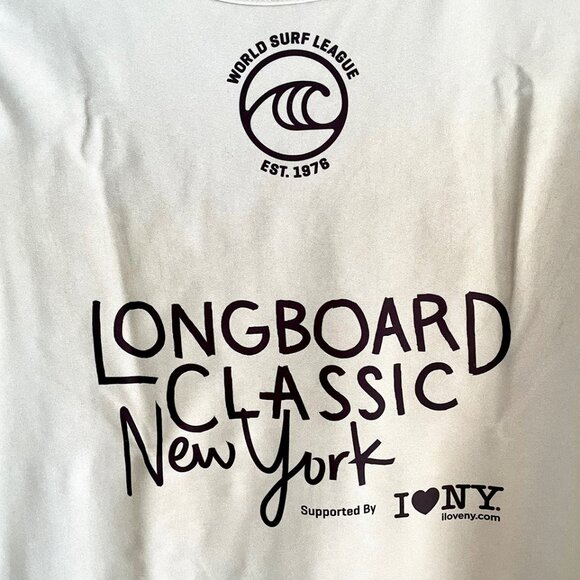 WORLD SURF LEAGUE
EST. 1976
LONGBOARD
CLASSIC
New York
Supported By I ♥ NY.
iloveny.com